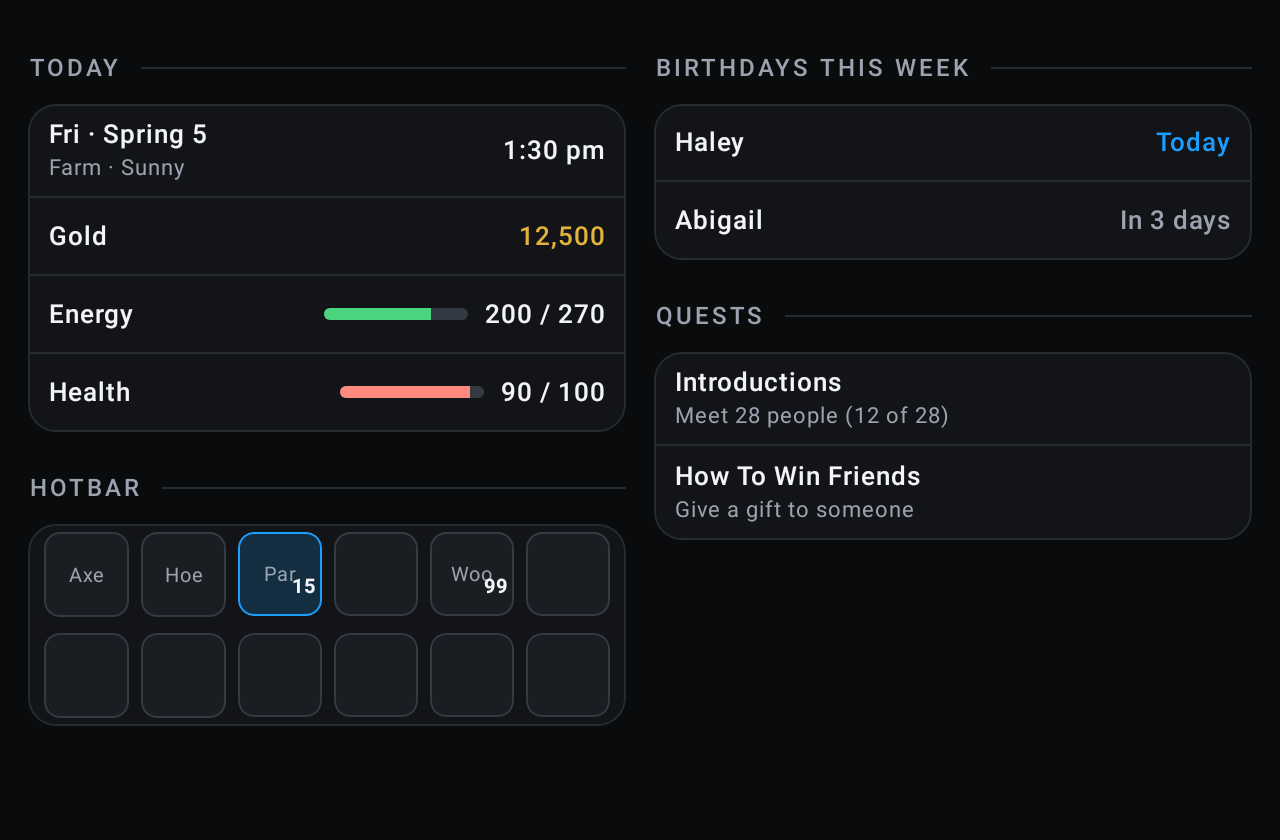 TODAY
Fri · Spring 5
Farm · Sunny
1:30 pm
Gold
12,500
Energy
200 / 270
Health
90 / 100
HOTBAR
Axe
Hoe
Par
15
Woo
99
BIRTHDAYS THIS WEEK
Haley
Today
Abigail
In 3 days
QUESTS
Introductions
Meet 28 people (12 of 28)
How To Win Friends
Give a gift to someone